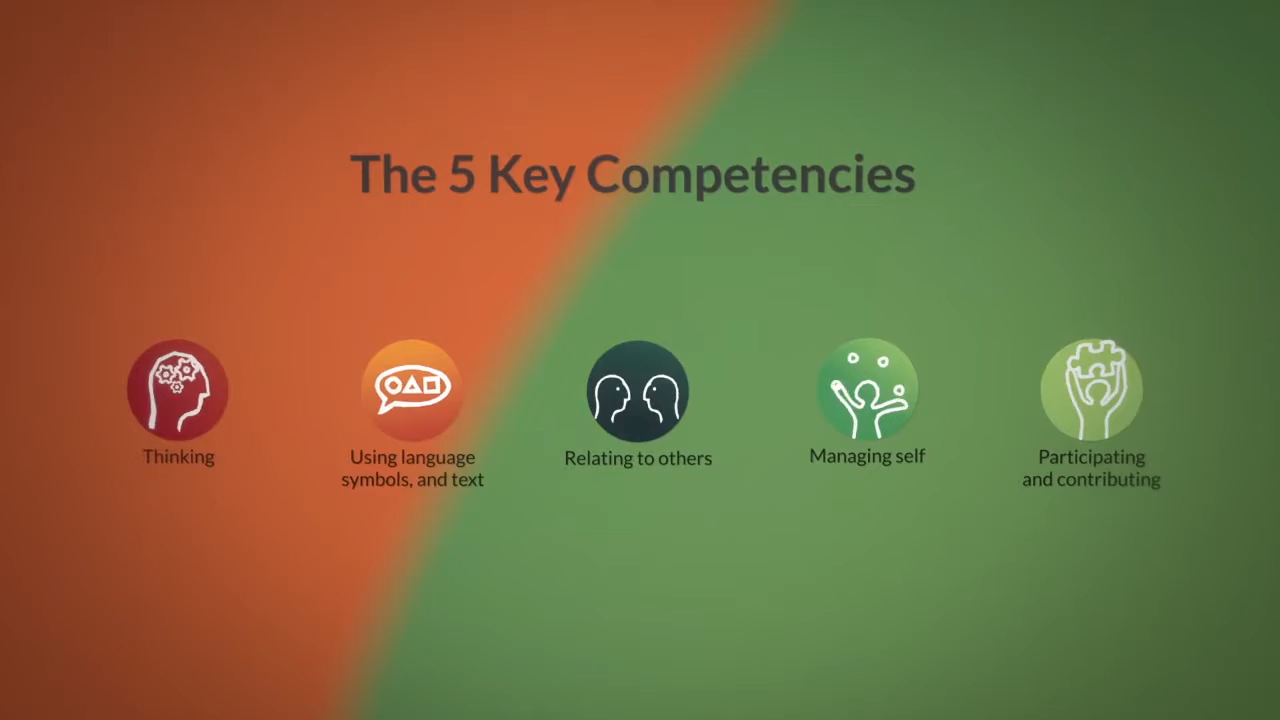 The 5 Key Competencies
Thinking
Using language
symbols, and text
Relating to others
Managing self
Participating
and contributing